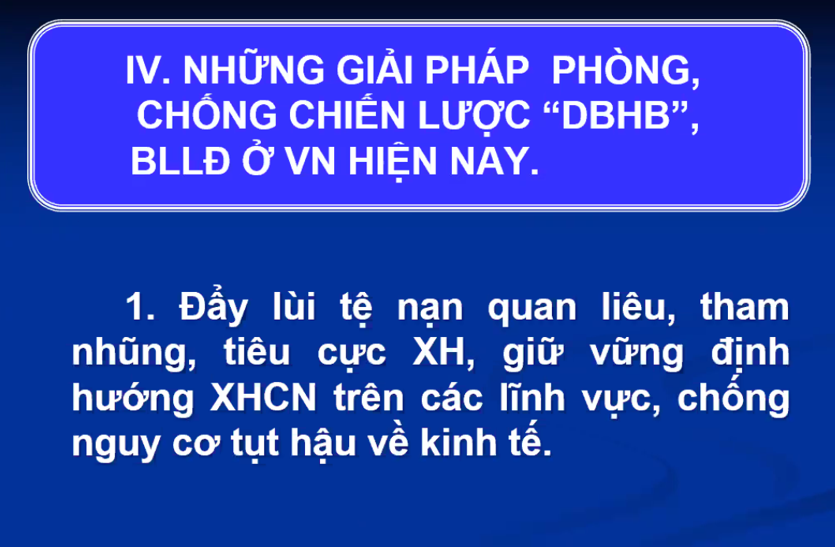 IV. NHỮNG GIẢI PHÁP PHÒNG,
CHỐNG CHIẾN LƯỢC “DBHB”,
BLLĐ Ở VN HIỆN NAY.
1. Đẩy lùi tệ nạn quan liêu, tham
nhũng, tiêu cực XH, giữ vững định
hướng XHCN trên các lĩnh vực, chống
nguy cơ tụt hậu về kinh tế.